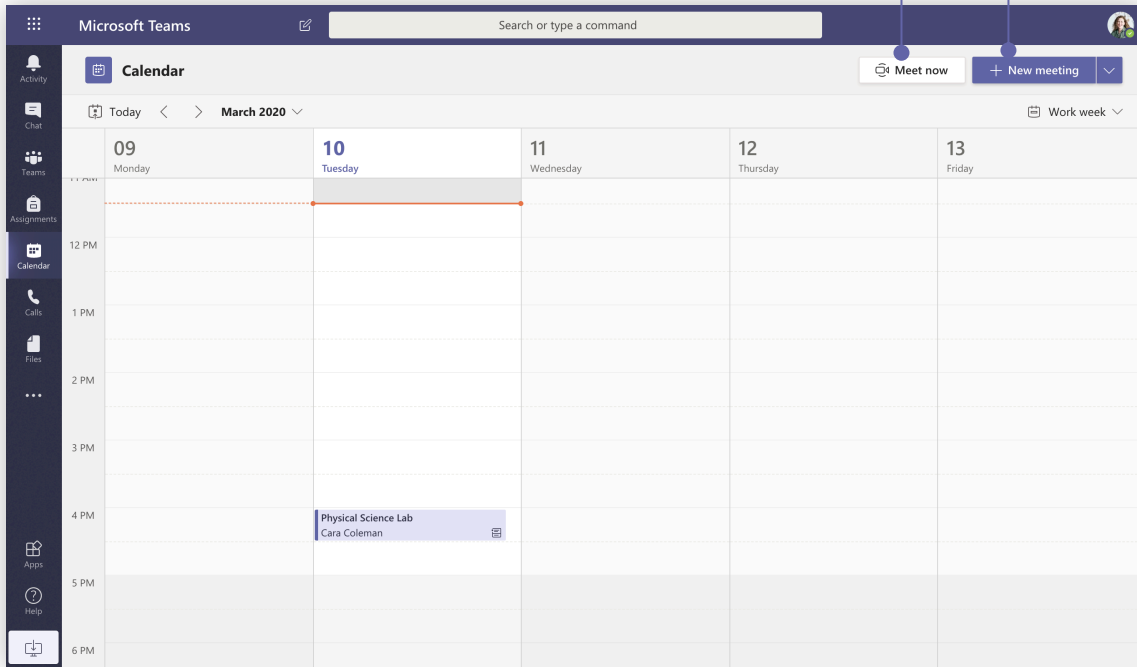 Microsoft Teams
Search or type a command
Activity
Chat
Teams
Assignments
Calendar
Calls
Files
Apps
Help
Calendar
Meet now
New meeting
Today
March 2020
Work week
09
Monday
10
Tuesday
11
Wednesday
12
Thursday
13
Friday
11 AM
12 PM
1 PM
2 PM
3 PM
4 PM
Physical Science Lab
Cara Coleman
5 PM
6 PM